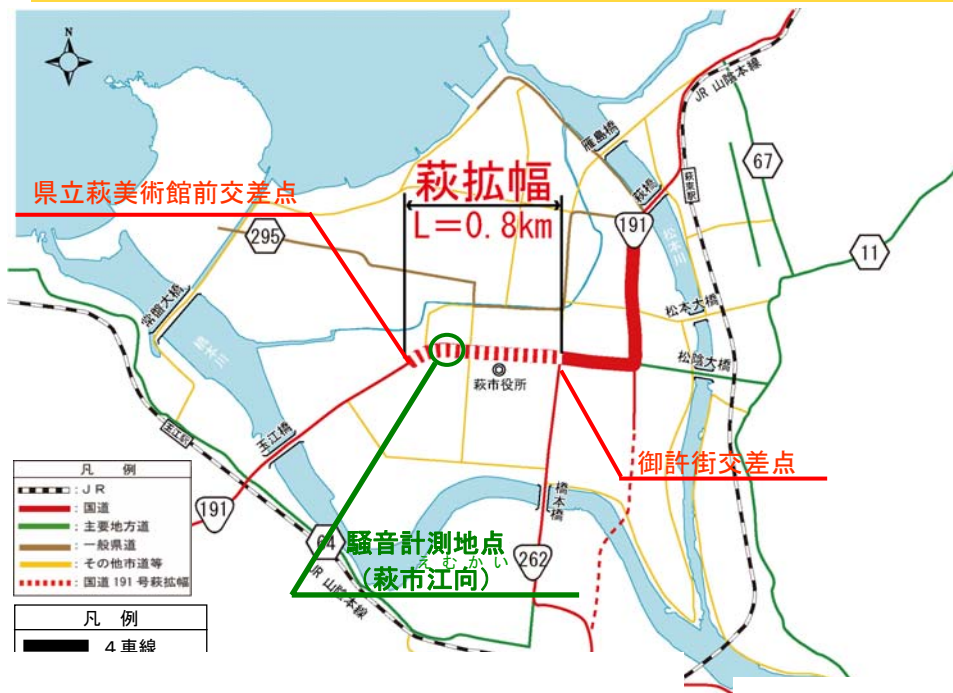 N
JR 山陰本線
雁島橋
67
萩橋
萩東駅
萩拡幅
L=0.8km
県立萩美術館前交差点
191
295
松本川
11
常盤大橋
松本大橋
橋本川
松陰大橋
萩市役所
玉江橋
玉江駅
御許街交差点
凡 例
:JR
:国道
:主要地方道
:一般県道
:その他市道等
:国道 191 号萩拡幅
191
橋本橋
64
騒音計測地点
えむかい
(萩市江向)
262
JR 山陰本線
凡 例
4車線